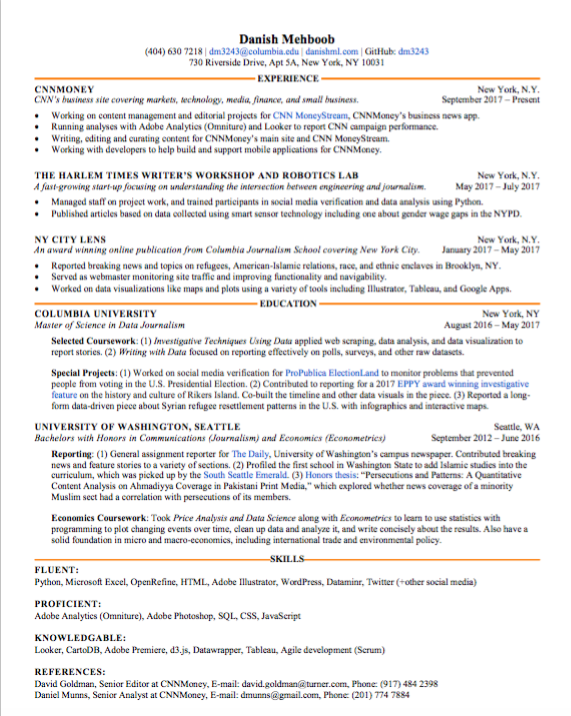 Danish Mehboob
(404) 630 7218 | dm3243@columbia.edu | danishml.com | GitHub: dm3243
730 Riverside Drive, Apt 5A, New York, NY 10031
EXPERIENCE
CNNMONEY New York, N.Y.
CNN's business site covering markets, technology, media, finance, and small business. September 2017 – Present
• Working on content management and editorial projects for CNN MoneyStream, CNNMoney's business news app.
• Running analyses with Adobe Analytics (Omniture) and Looker to report CNN campaign performance.
• Writing, editing and curating content for CNNMoney's main site and CNN MoneyStream.
• Working with developers to help build and support mobile applications for CNNMoney.
THE HARLEM TIMES WRITER'S WORKSHOP AND ROBOTICS LAB New York, N.Y.
A fast-growing start-up focusing on understanding the intersection between engineering and journalism. May 2017 – July 2017
• Managed staff on project work, and trained participants in social media verification and data analysis using Python.
• Published articles based on data collected using smart sensor technology including one about gender wage gaps in the NYPD.
NY CITY LENS New York, N.Y.
An award winning online publication from Columbia Journalism School covering New York City. January 2017 – May 2017
• Reported breaking news and topics on refugees, American-Islamic relations, race, and ethnic enclaves in Brooklyn, NY.
• Served as webmaster monitoring site traffic and improving functionality and navigability.
• Worked on data visualizations like maps and plots using a variety of tools including Illustrator, Tableau, and Google Apps.
EDUCATION
COLUMBIA UNIVERSITY New York, NY
Master of Science in Data Journalism August 2016 – May 2017
Selected Coursework: (1) Investigative Techniques Using Data applied web scraping, data analysis, and data visualization to
report stories. (2) Writing with Data focused on reporting effectively on polls, surveys, and other raw datasets.
Special Projects: (1) Worked on social media verification for ProPublica ElectionLand to monitor problems that prevented
people from voting in the U.S. Presidential Election. (2) Contributed to reporting for a 2017 EPPY award winning investigative
feature on the history and culture of Rikers Island. Co-built the timeline and other data visuals in the piece. (3) Reported a long-
form data-driven piece about Syrian refugee resettlement patterns in the U.S. with infographics and interactive maps.
UNIVERSITY OF WASHINGTON, SEATTLE Seattle, WA
Bachelors with Honors in Communications (Journalism) and Economics (Econometrics) September 2012 – June 2016
Reporting: (1) General assignment reporter for The Daily, University of Washington's campus newspaper. Contributed breaking
news and feature stories to a variety of sections. (2) Profiled the first school in Washington State to add Islamic studies into the
curriculum, which was picked up by the South Seattle Emerald. (3) Honors thesis: "Persecutions and Patterns: A Quantitative
Content Analysis on Ahmadiyya Coverage in Pakistani Print Media," which explored whether news coverage of a minority
Muslim sect had a correlation with persecutions of its members.
Economics Coursework: Took Price Analysis and Data Science along with Econometrics to learn to use statistics with
programming to plot changing events over time, clean up data and analyze it, and write concisely about the results. Also have a
solid foundation in micro and macro-economics, including international trade and environmental policy.
SKILLS
FLUENT:
Python, Microsoft Excel, OpenRefine, HTML, Adobe Illustrator, WordPress, Dataminr, Twitter (+other social media)
PROFICIENT:
Adobe Analytics (Omniture), Adobe Photoshop, SQL, CSS, JavaScript
KNOWLEDGABLE:
Looker, CartoDB, Adobe Premiere, d3.js, Datawrapper, Tableau, Agile development (Scrum)
REFERENCES:
David Goldman, Senior Editor at CNNMoney, E-mail: david.goldman@turner.com, Phone: (917) 484 2398
Daniel Munns, Senior Analyst at CNNMoney, E-mail: dmunns@gmail.com, Phone: (201) 774 7884